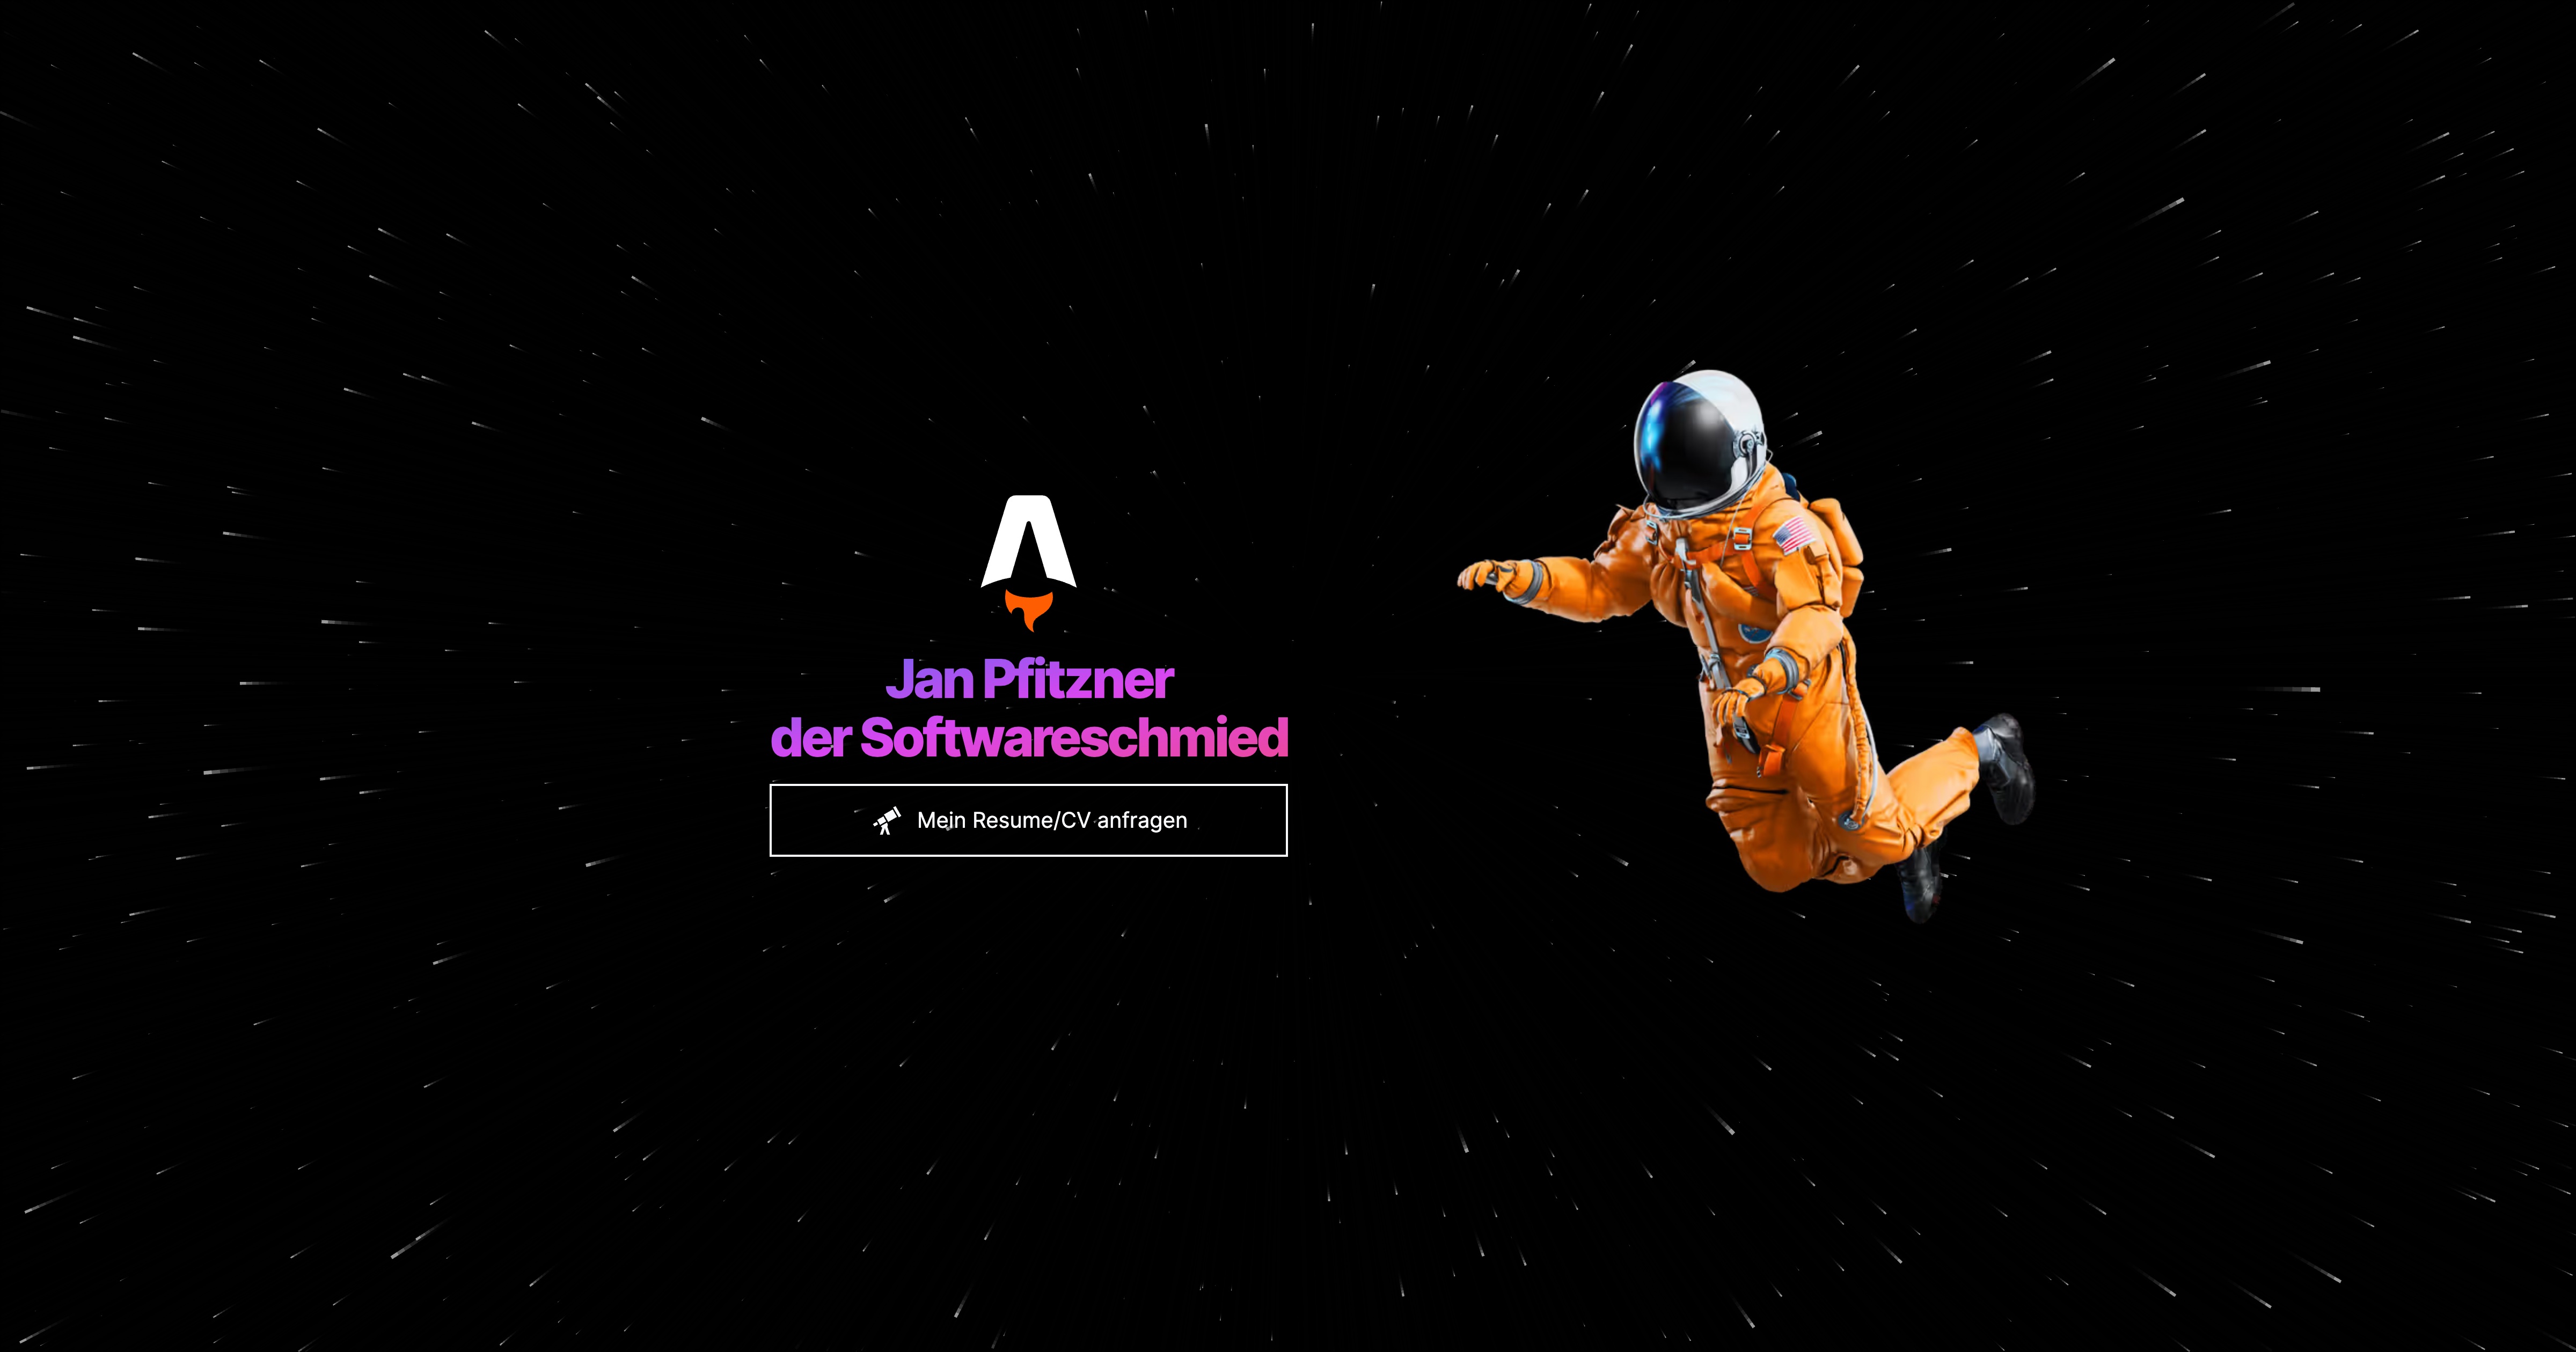 Jan Pfitzner
der Softwareschmied
Mein Resume/CV anfragen